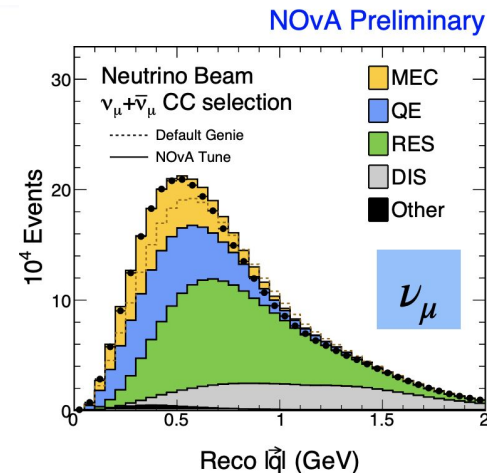 NOvA Preliminary
Neutrino Beam
νμ+ν̄μ CC selection
Default Genie
NOvA Tune
MEC
QE
RES
DIS
Other
νμ
10⁴ Events
30
20
10
0
0.5
1
1.5
2
Reco |q⃗| (GeV)